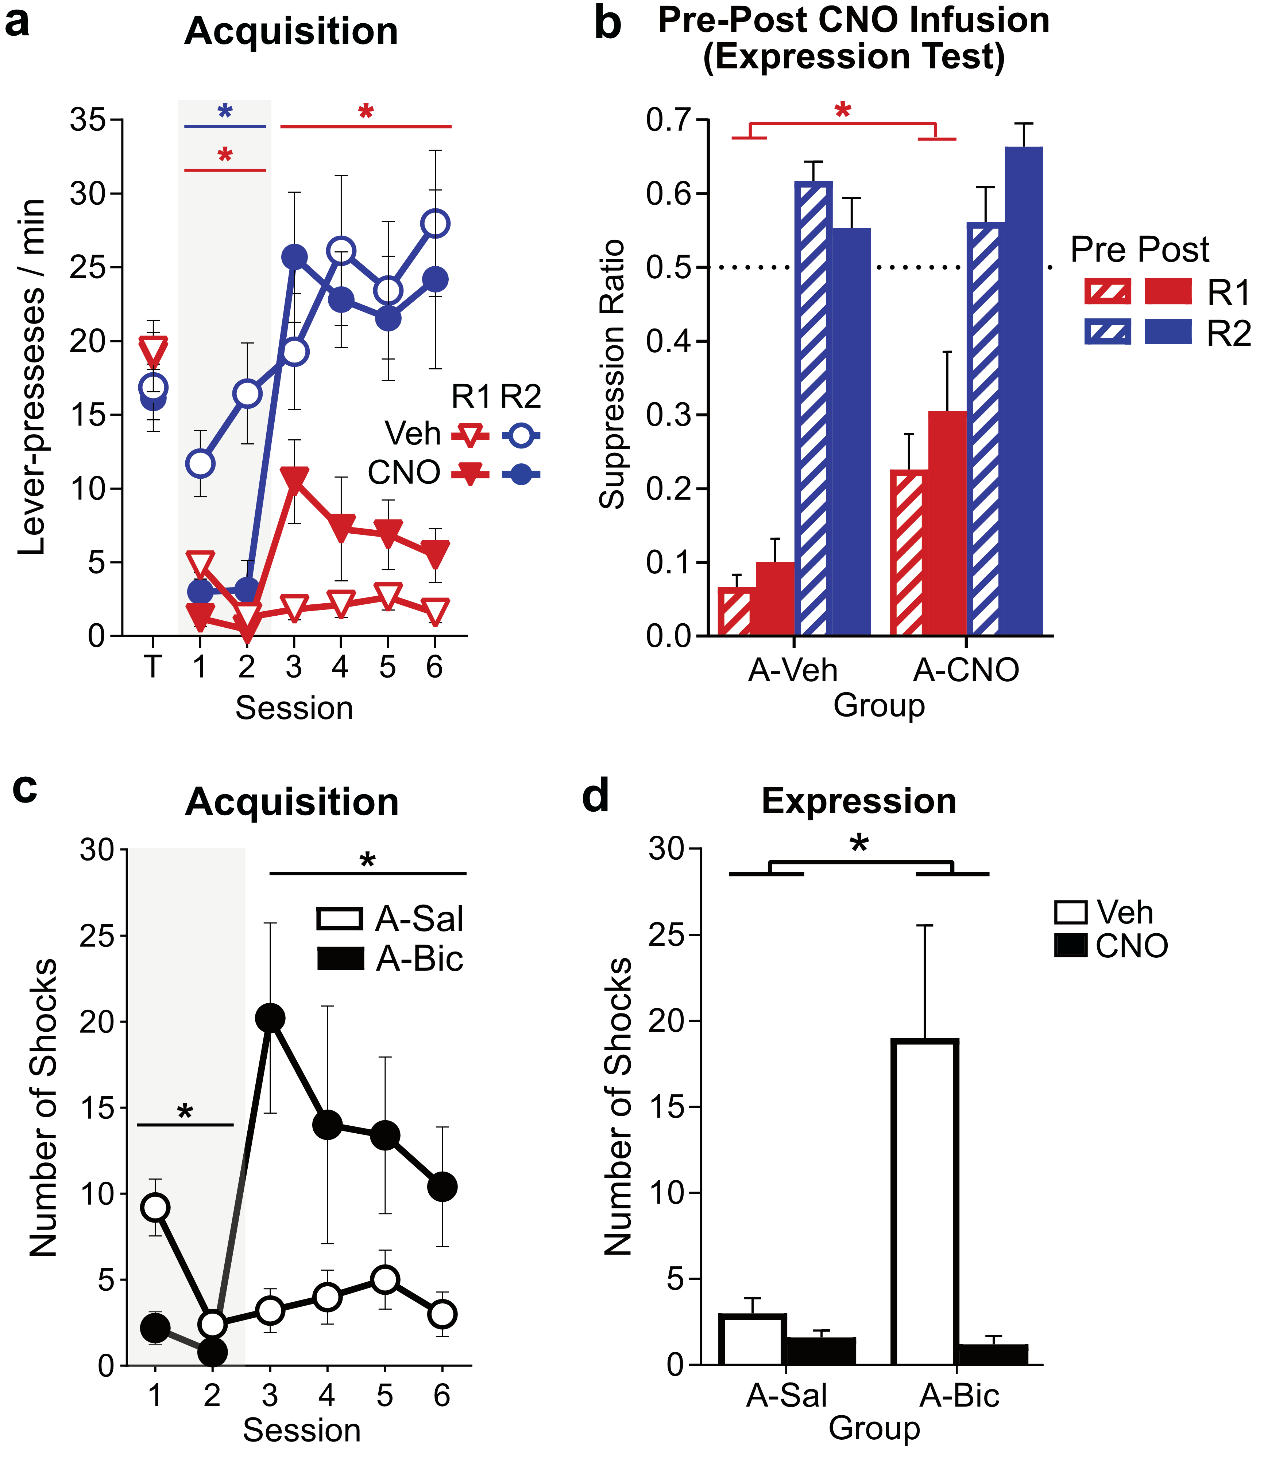 a
Acquisition
*
*
*
35
30
25
20
15
10
5
0
Lever-presseses / min
R1 R2
Veh
CNO
T 1 2 3 4 5 6
Session
b
Pre-Post CNO Infusion
(Expression Test)
*
0.7
0.6
0.5
0.4
0.3
0.2
0.1
0.0
Suppression Ratio
A-Veh A-CNO
Group
Pre Post
R1
R2
c
Acquisition
*
*
30
25
20
15
10
5
0
Number of Shocks
A-Sal
A-Bic
1 2 3 4 5 6
Session
d
Expression
*
30
25
20
15
10
5
0
Number of Shocks
A-Sal A-Bic
Group
Veh
CNO